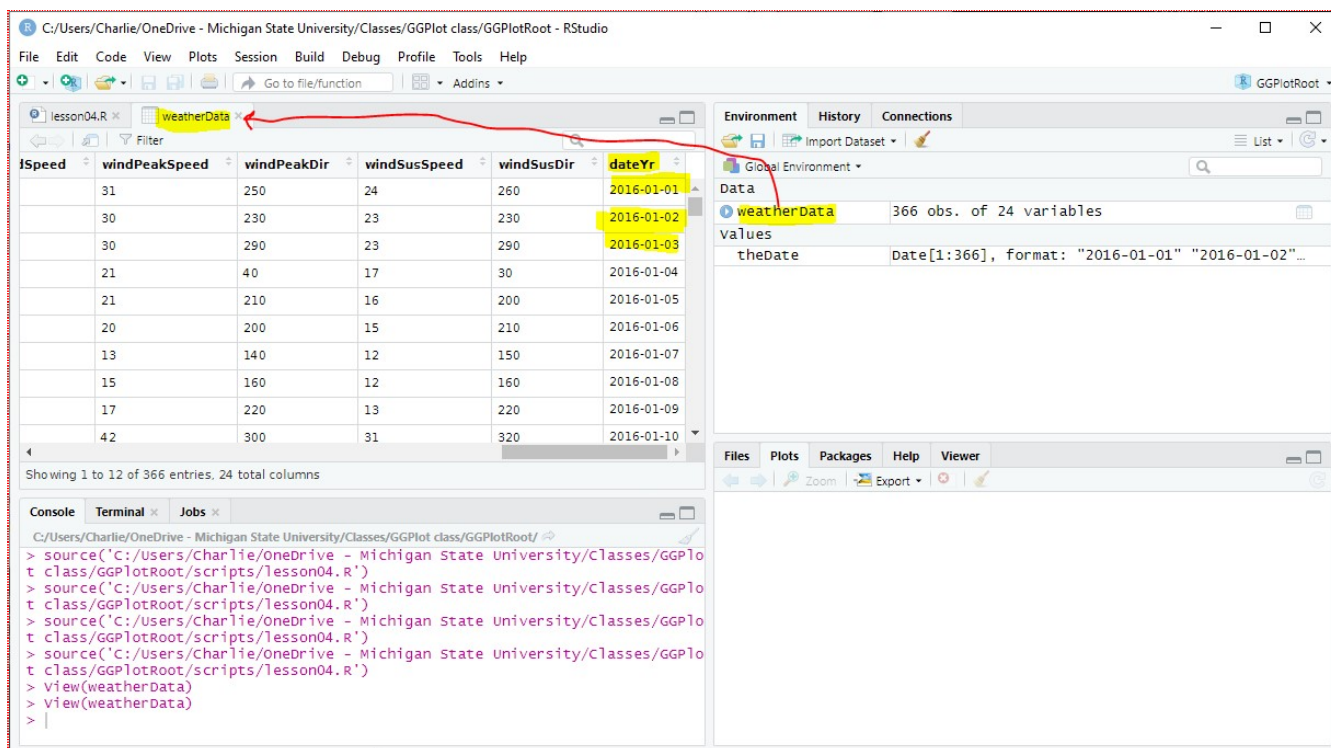 C:/Users/Charlie/OneDrive - Michigan State University/Classes/GGPlot class/GGPlotRoot - RStudio
File Edit Code View Plots Session Build Debug Profile Tools Help
Go to file/function Addins GGPlotRoot
lesson04.R weatherData
Filter
dSpeed windPeakSpeed windPeakDir windSusSpeed windSusDir dateYr
31 250 24 260 2016-01-01
30 230 23 230 2016-01-02
30 290 23 290 2016-01-03
21 40 17 30 2016-01-04
21 210 16 200 2016-01-05
20 200 15 210 2016-01-06
13 140 12 150 2016-01-07
15 160 12 160 2016-01-08
17 220 13 220 2016-01-09
42 300 31 320 2016-01-10
Showing 1 to 12 of 366 entries, 24 total columns
Console Terminal Jobs
C:/Users/Charlie/OneDrive - Michigan State University/Classes/GGPlot class/GGPlotRoot/
> source('C:/Users/Charlie/OneDrive - Michigan State University/Classes/GGPlo
t class/GGPlotRoot/scripts/lesson04.R')
> source('C:/Users/Charlie/OneDrive - Michigan State University/Classes/GGPlo
t class/GGPlotRoot/scripts/lesson04.R')
> source('C:/Users/Charlie/OneDrive - Michigan State University/Classes/GGPlo
t class/GGPlotRoot/scripts/lesson04.R')
> source('C:/Users/Charlie/OneDrive - Michigan State University/Classes/GGPlo
t class/GGPlotRoot/scripts/lesson04.R')
> View(weatherData)
> View(weatherData)
>
Environment History Connections
Import Dataset List
Global Environment
Data
weatherData 366 obs. of 24 variables
Values
theDate Date[1:366], format: "2016-01-01" "2016-01-02"…
Files Plots Packages Help Viewer
Zoom Export